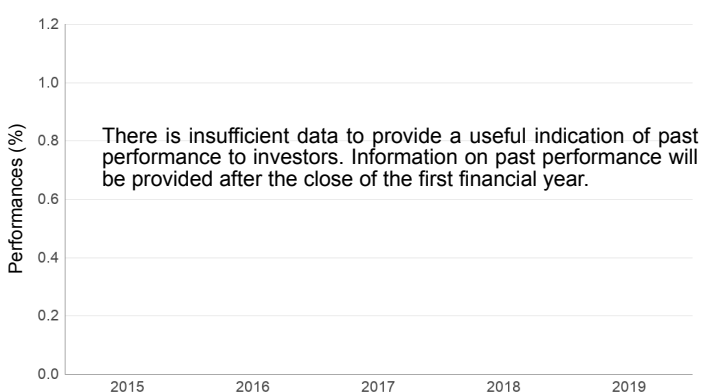 1.2
1.0
Performances (%)
0.8
There is insufficient data to provide a useful indication of past
performance to investors. Information on past performance will
be provided after the close of the first financial year.
0.6
0.4
0.2
0.0
2015 2016 2017 2018 2019